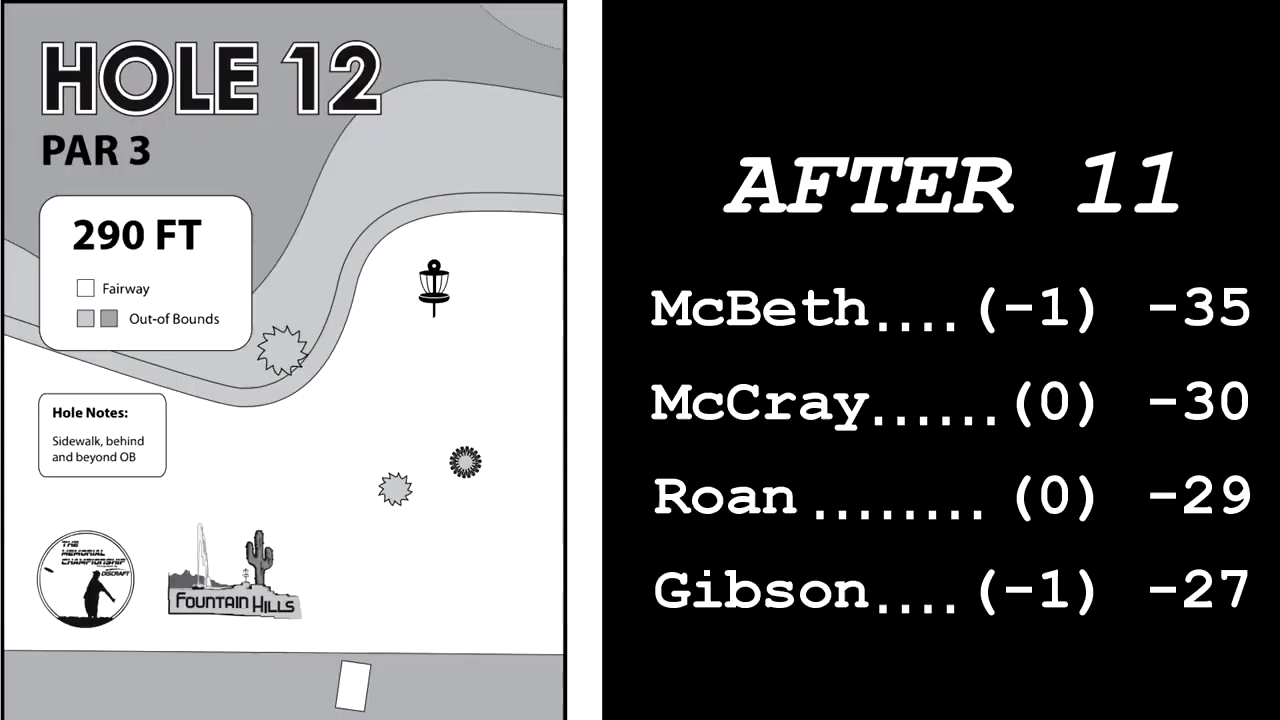 HOLE 12
PAR 3
290 FT
Fairway
Out-of Bounds
Hole Notes:
Sidewalk, behind
and beyond OB
THE
MEMORIAL
CHAMPIONSHIP
DISCRAFT
FOUNTAIN HILLS
AFTER 11
McBeth....(-1) -35
McCray......(0) -30
Roan ........ (0) -29
Gibson....(-1) -27